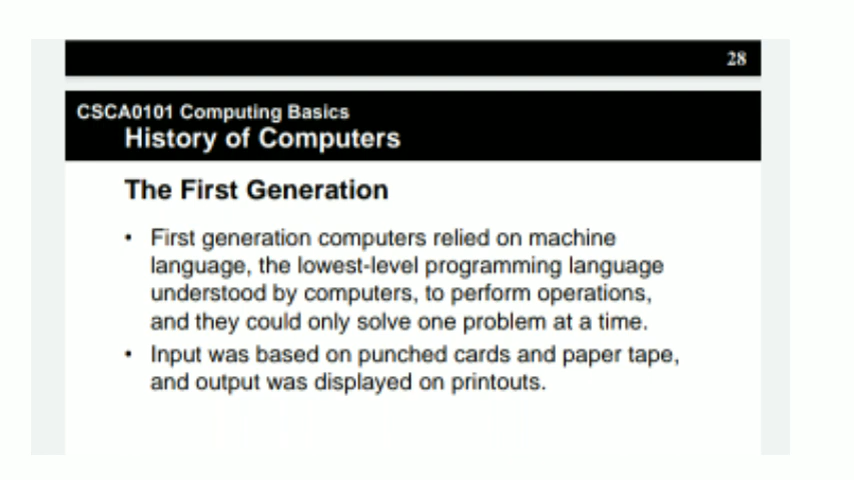 28
CSCA0101 Computing Basics
History of Computers
The First Generation
• First generation computers relied on machine
language, the lowest-level programming language
understood by computers, to perform operations,
and they could only solve one problem at a time.
• Input was based on punched cards and paper tape,
and output was displayed on printouts.